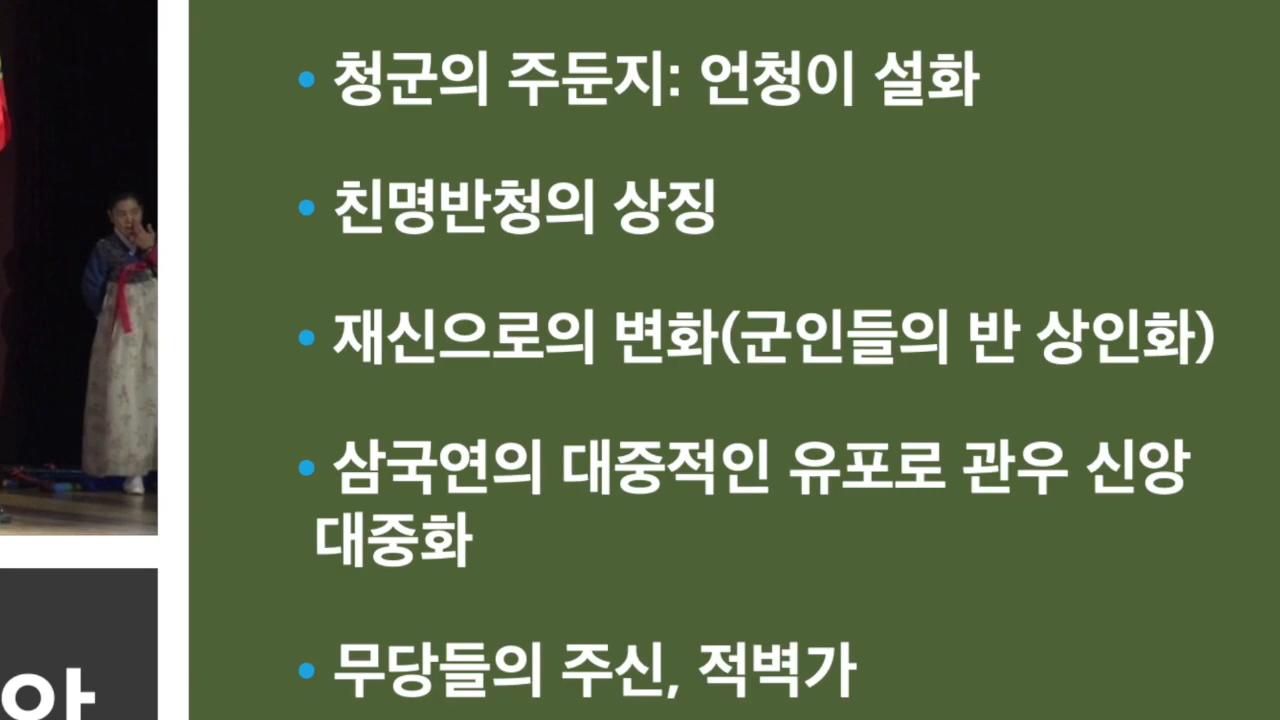 • 청군의 주둔지: 언청이 설화
• 친명반청의 상징
• 재신으로의 변화(군인들의 반 상인화)
• 삼국연의 대중적인 유포로 관우 신앙
대중화
• 무당들의 주신, 적벽가